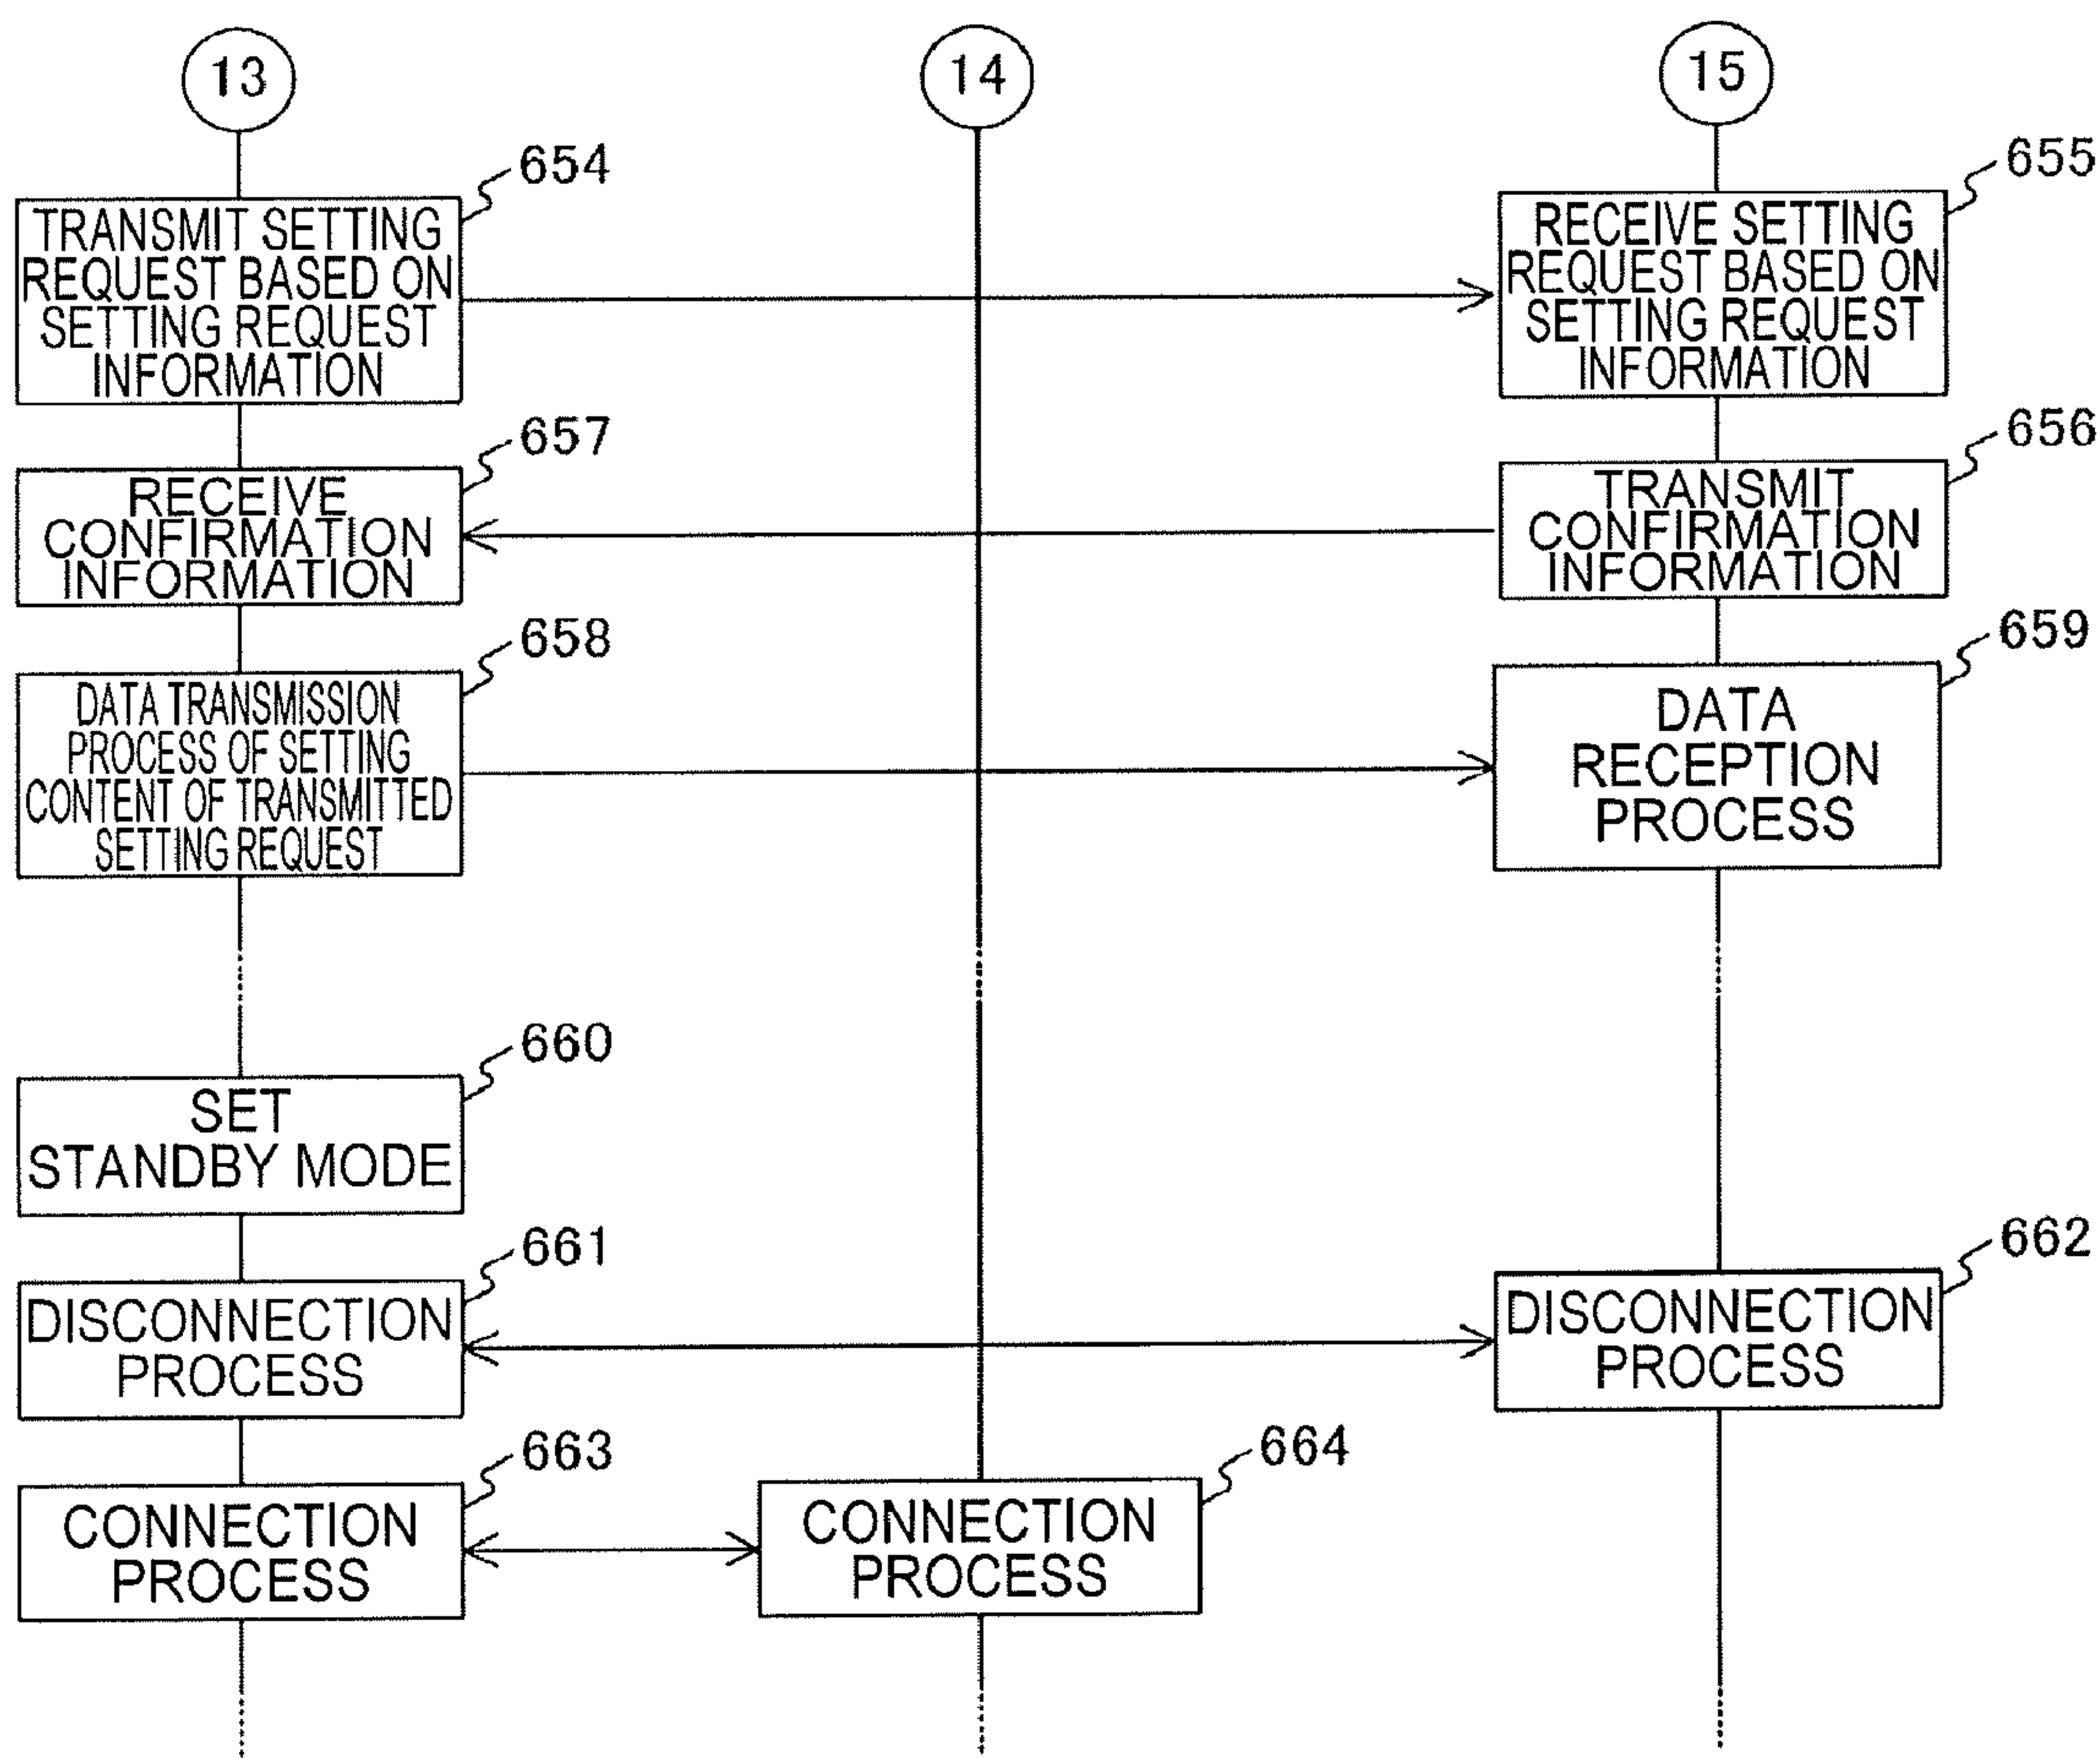 13
14
15
654
TRANSMIT SETTING
REQUEST BASED ON
SETTING REQUEST
INFORMATION
655
RECEIVE SETTING
REQUEST BASED ON
SETTING REQUEST
INFORMATION
657
RECEIVE
CONFIRMATION
INFORMATION
656
TRANSMIT
CONFIRMATION
INFORMATION
658
DATA TRANSMISSION
PROCESS OF SETTING
CONTENT OF TRANSMITTED
SETTING REQUEST
659
DATA
RECEPTION
PROCESS
660
SET
STANDBY MODE
661
DISCONNECTION
PROCESS
662
DISCONNECTION
PROCESS
663
CONNECTION
PROCESS
664
CONNECTION
PROCESS